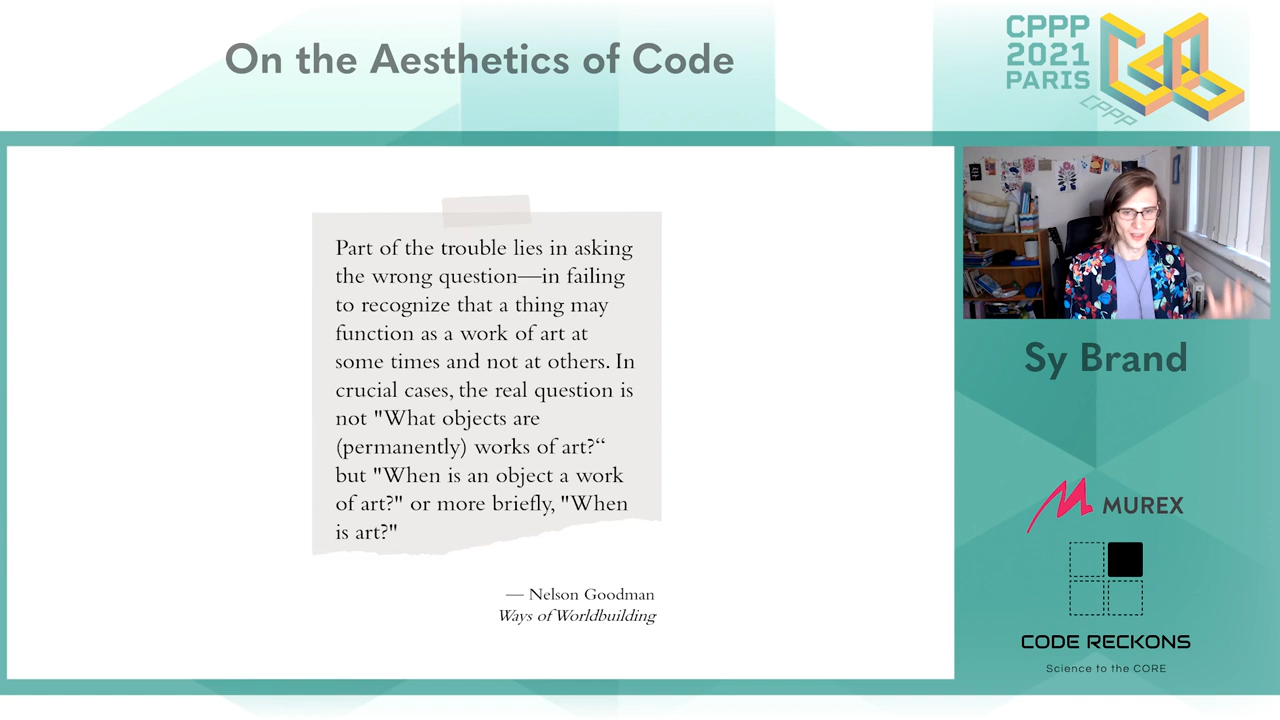 On the Aesthetics of Code
CPPP
2021
PARIS
CPPP
Part of the trouble lies in asking
the wrong question—in failing
to recognize that a thing may
function as a work of art at
some times and not at others. In
crucial cases, the real question is
not "What objects are
(permanently) works of art?“
but "When is an object a work
of art?" or more briefly, "When
is art?"
— Nelson Goodman
Ways of Worldbuilding
Sy Brand
MUREX
CODE RECKONS
Science to the CORE